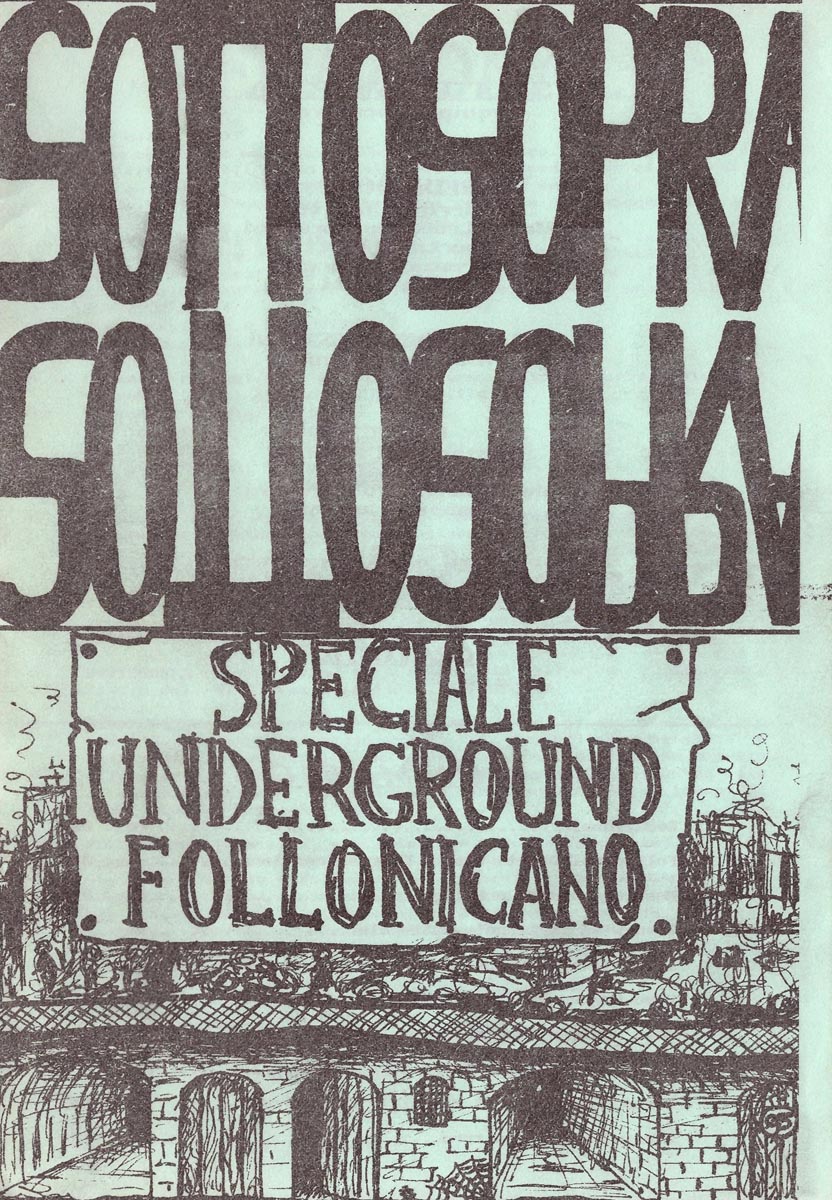 SOTTOSOPRA
SOTTOSOPRA
SPECIALE
UNDERGROUND
FOLLONICANO